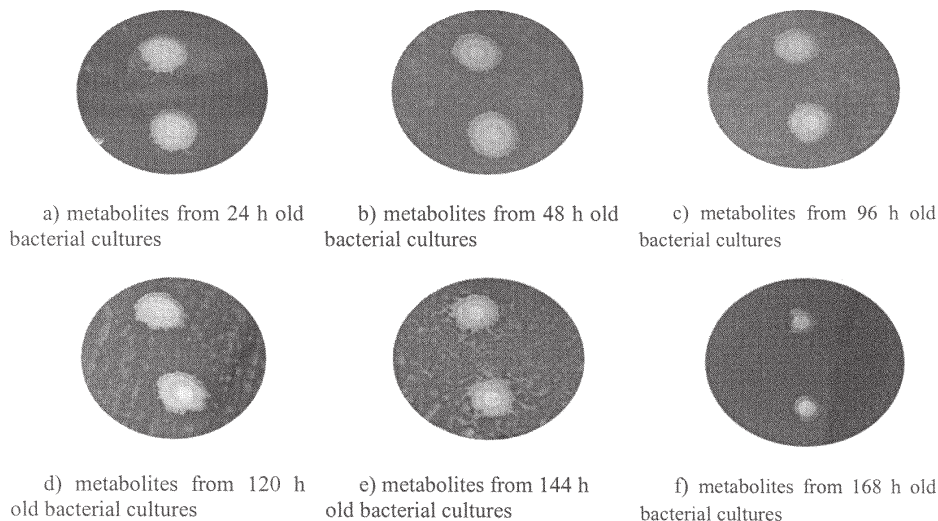 a) metabolites from 24 h old
bacterial cultures
b) metabolites from 48 h old
bacterial cultures
c) metabolites from 96 h old
bacterial cultures
d) metabolites from 120 h
old bacterial cultures
e) metabolites from 144 h
old bacterial cultures
f) metabolites from 168 h old
bacterial cultures